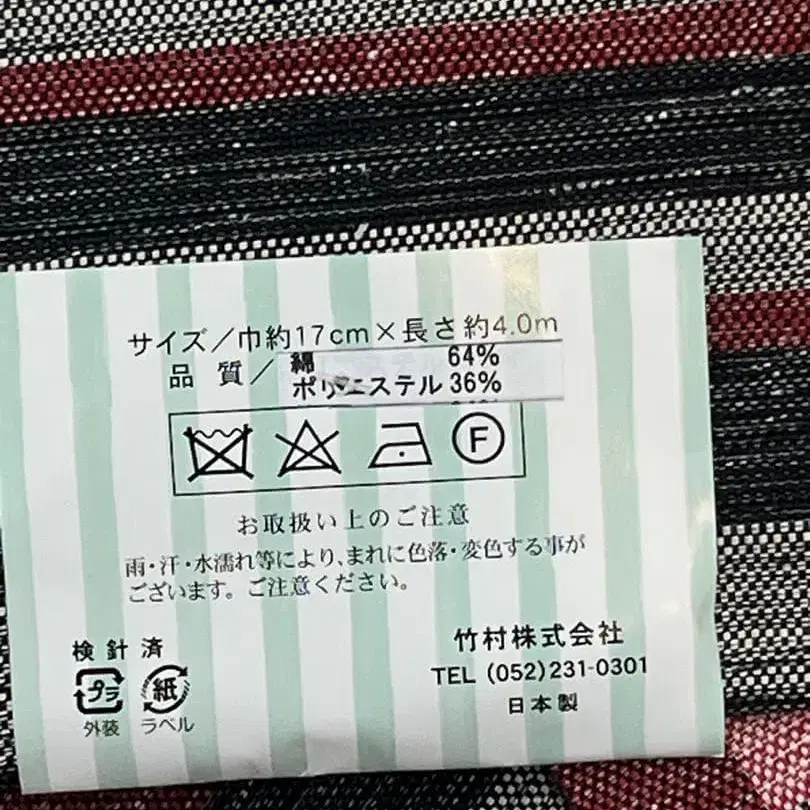 サイズ／巾約17cm×長さ約4.0m
品 質／綿 64%
ポリエステル 36%
F
お取扱い上のご注意
雨・汗・水濡れ等により、まれに色落・変色する事が
ございます。ご注意ください。
検 針 済
プラ 紙
外装 ラベル
竹村株式会社
TEL (052)231-0301
日本製